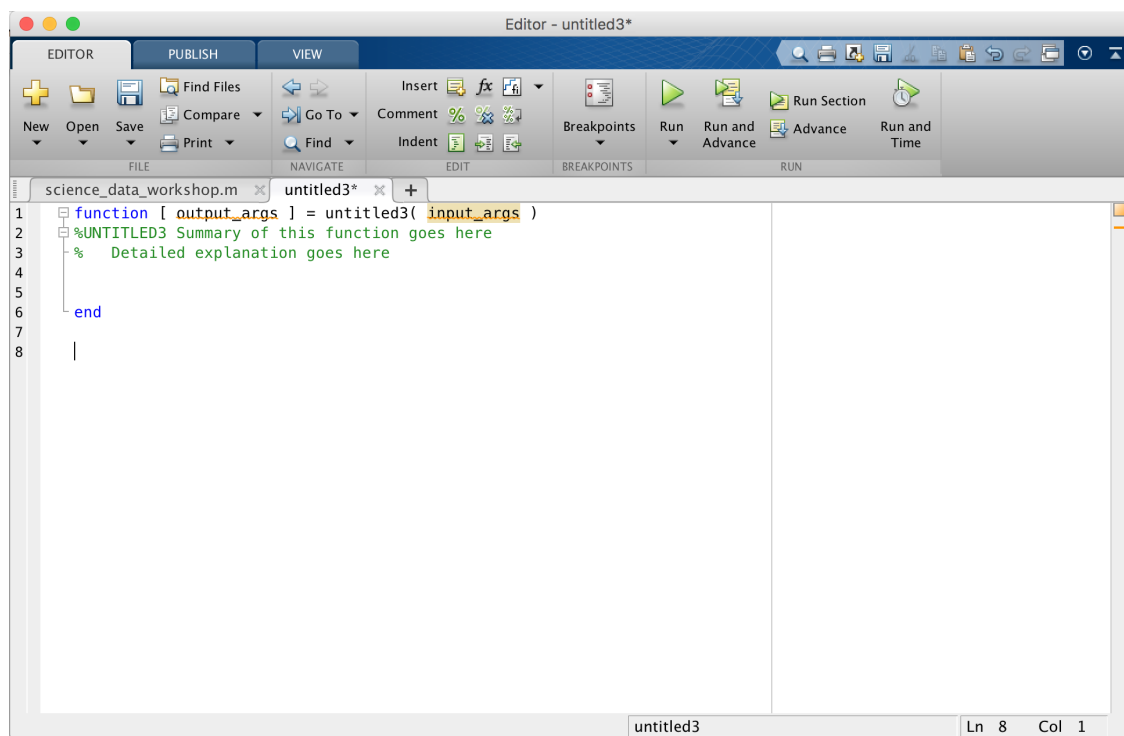 Editor - untitled3*
EDITOR PUBLISH VIEW
Find Files Insert fx
Compare Go To Comment % Breakpoints Run Run and Advance Run Section Run and Time
New Open Save Print Find Indent Advance
FILE NAVIGATE EDIT BREAKPOINTS RUN
science_data_workshop.m untitled3* +
1 function [ output_args ] = untitled3( input_args )
2 %UNTITLED3 Summary of this function goes here
3 %   Detailed explanation goes here
4
5
6 end
7
8
untitled3 Ln 8 Col 1